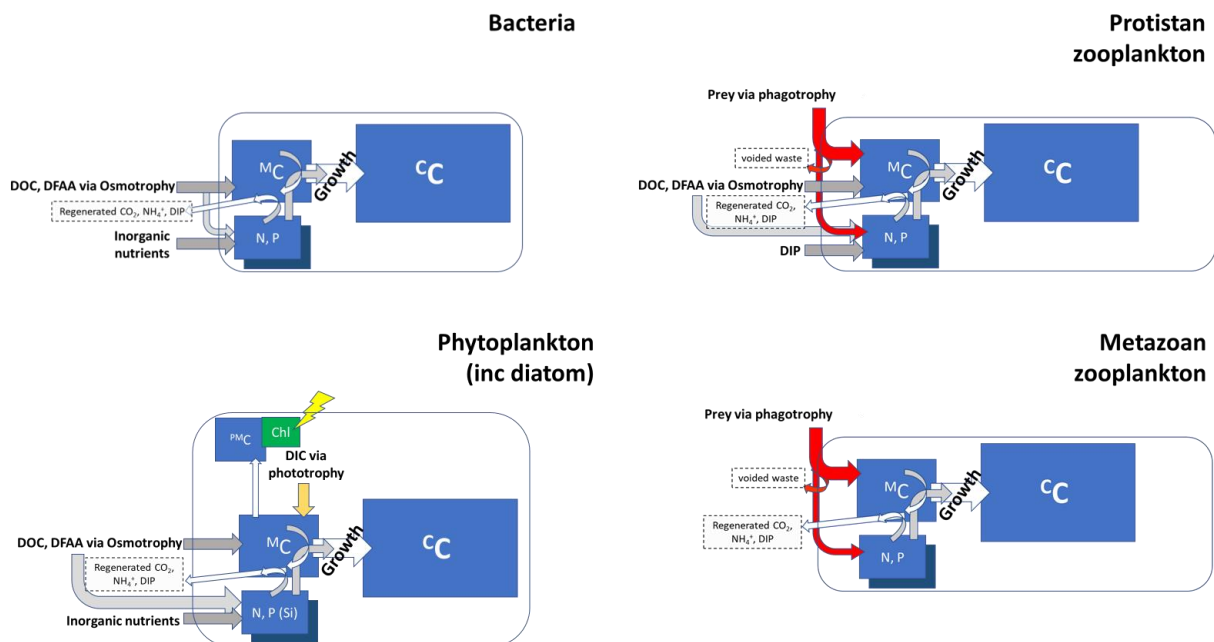 Bacteria
ᴹC
Growth
ᶜC
DOC, DFAA via Osmotrophy
Regenerated CO₂, NH₄⁺, DIP
Inorganic
nutrients
N, P
Protistan
zooplankton
Prey via phagotrophy
voided waste
ᴹC
Growth
ᶜC
DOC, DFAA via Osmotrophy
Regenerated CO₂,
NH₄⁺, DIP
N, P
DIP
Phytoplankton
(inc diatom)
ᴾᴹC
Chl
DIC via
phototrophy
ᴹC
Growth
ᶜC
DOC, DFAA via Osmotrophy
Regenerated CO₂,
NH₄⁺, DIP
N, P (Si)
Inorganic nutrients
Metazoan
zooplankton
Prey via phagotrophy
voided waste
ᴹC
Growth
ᶜC
Regenerated CO₂,
NH₄⁺, DIP
N, P